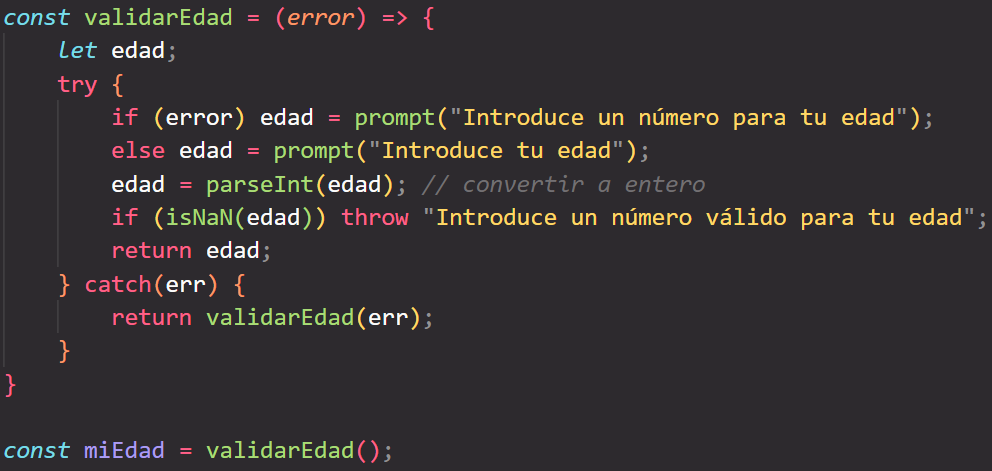 const validarEdad = (error) => {
    let edad;
    try {
        if (error) edad = prompt("Introduce un número para tu edad");
        else edad = prompt("Introduce tu edad");
        edad = parseInt(edad); // convertir a entero
        if (isNaN(edad)) throw "Introduce un número válido para tu edad";
        return edad;
    } catch(err) {
        return validarEdad(err);
    }
}

const miEdad = validarEdad();